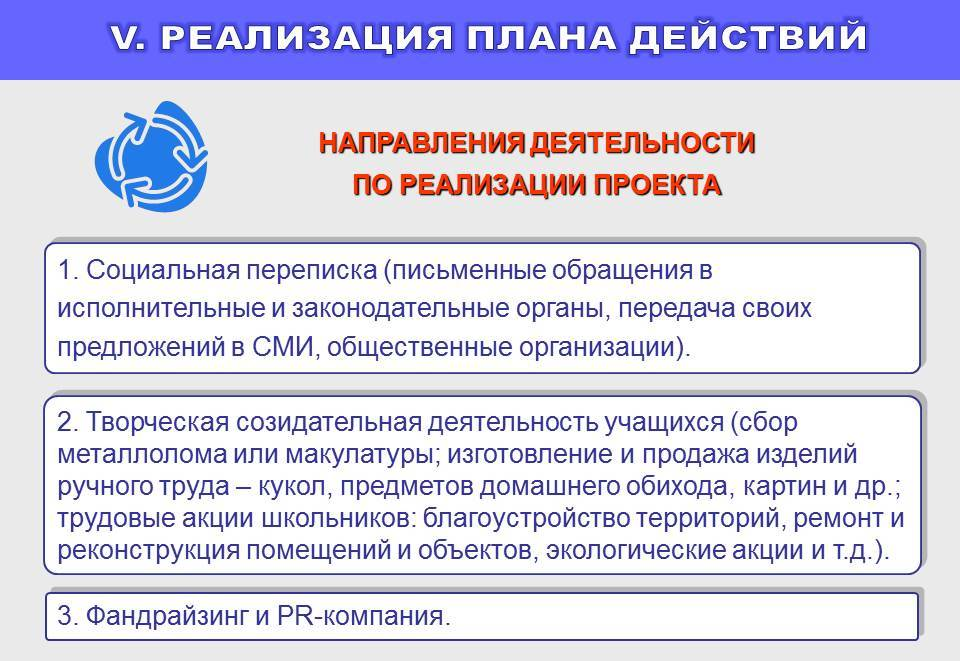 V. РЕАЛИЗАЦИЯ ПЛАНА ДЕЙСТВИЙ
НАПРАВЛЕНИЯ ДЕЯТЕЛЬНОСТИ
ПО РЕАЛИЗАЦИИ ПРОЕКТА
1. Социальная переписка (письменные обращения в
исполнительные и законодательные органы, передача своих
предложений в СМИ, общественные организации).
2. Творческая созидательная деятельность учащихся (сбор
металлолома или макулатуры; изготовление и продажа изделий
ручного труда – кукол, предметов домашнего обихода, картин и др.;
трудовые акции школьников: благоустройство территорий, ремонт и
реконструкция помещений и объектов, экологические акции и т.д.).
3. Фандрайзинг и PR-компания.